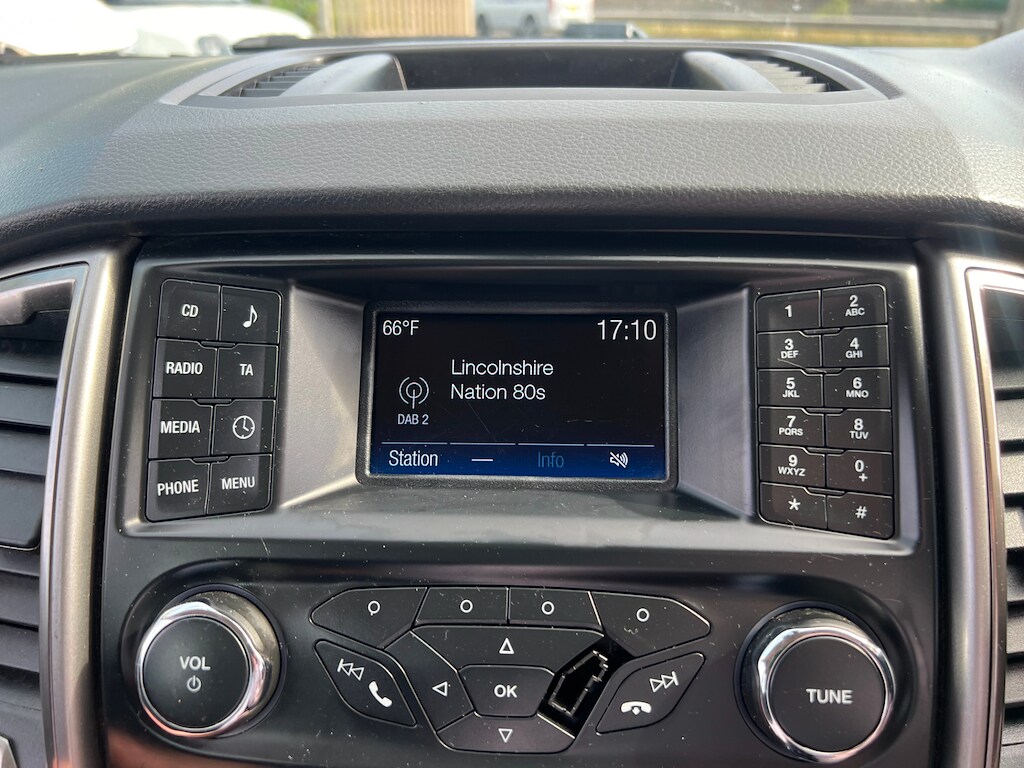 66°F 17:10
Lincolnshire
Nation 80s
DAB 2
Station — Info
CD
RADIO TA
MEDIA
PHONE MENU
1 2 ABC
3 DEF 4 GHI
5 JKL 6 MNO
7 PQRS 8 TUV
9 WXYZ 0 +
* #
VOL
OK
TUNE